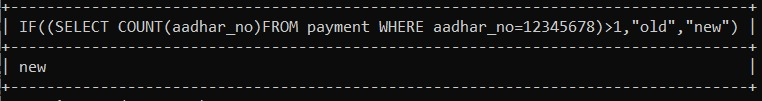 | IF((SELECT COUNT(aadhar_no)FROM payment WHERE aadhar_no=12345678)>1,"old","new") |
| new |